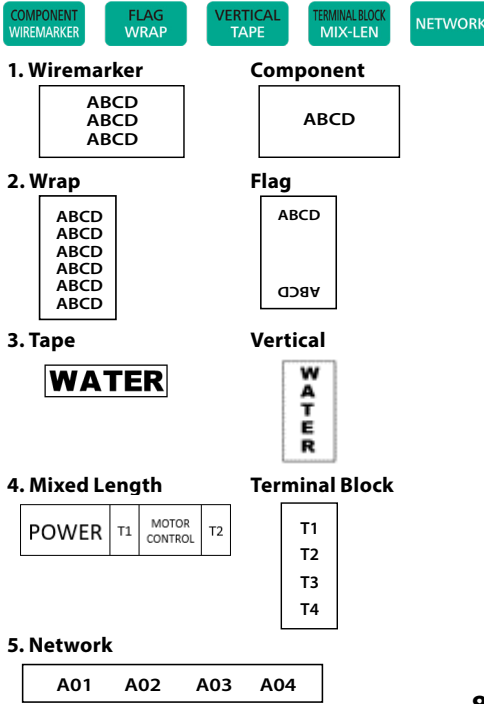 COMPONENT
WIREMARKER
FLAG
WRAP
VERTICAL
TAPE
TERMINAL BLOCK
MIX-LEN
NETWORK
1. Wiremarker
ABCD
ABCD
ABCD
Component
ABCD
2. Wrap
ABCD
ABCD
ABCD
ABCD
ABCD
ABCD
Flag
ABCD
ABCD
3. Tape
WATER
Vertical
W
A
T
E
R
4. Mixed Length
POWER T1 MOTOR CONTROL T2
Terminal Block
T1
T2
T3
T4
5. Network
A01 A02 A03 A04